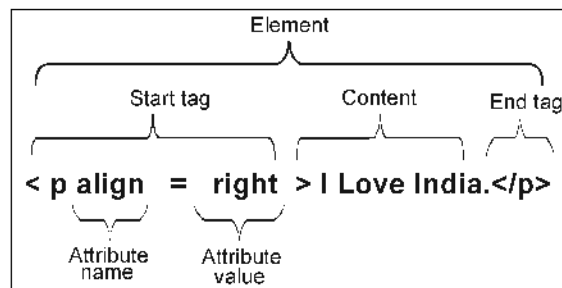 Element
Start tag Content End tag
< p align = right > I Love India.</p>
Attribute name Attribute value